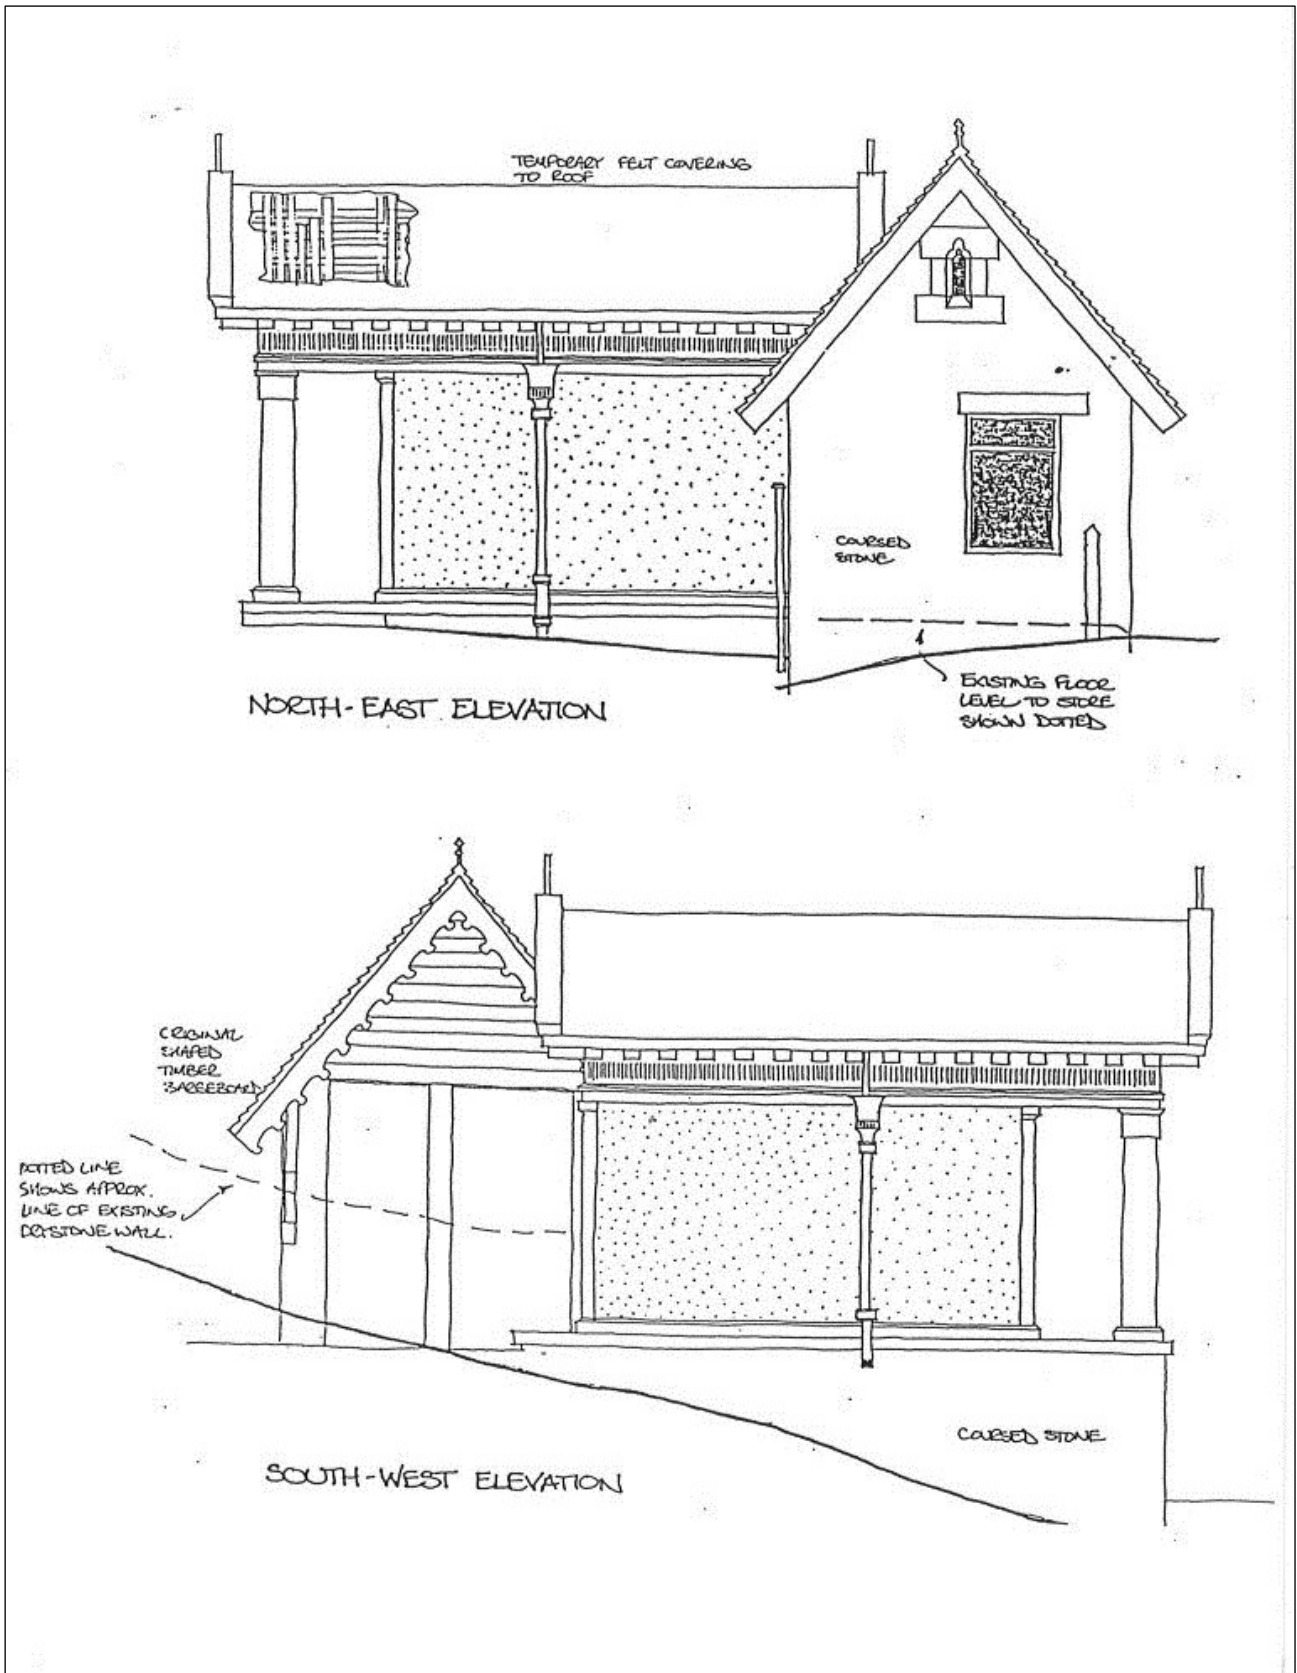 TEMPORARY FELT COVERING
TO ROOF
COURSED
STONE
EXISTING FLOOR
LEVEL TO STORE
SHOWN DOTTED
NORTH-EAST ELEVATION
ORIGINAL
SHAPED
TIMBER
BARGEBOARD
DOTTED LINE
SHOWS APPROX.
LINE OF EXISTING
DRYSTONE WALL.
COURSED STONE
SOUTH-WEST ELEVATION